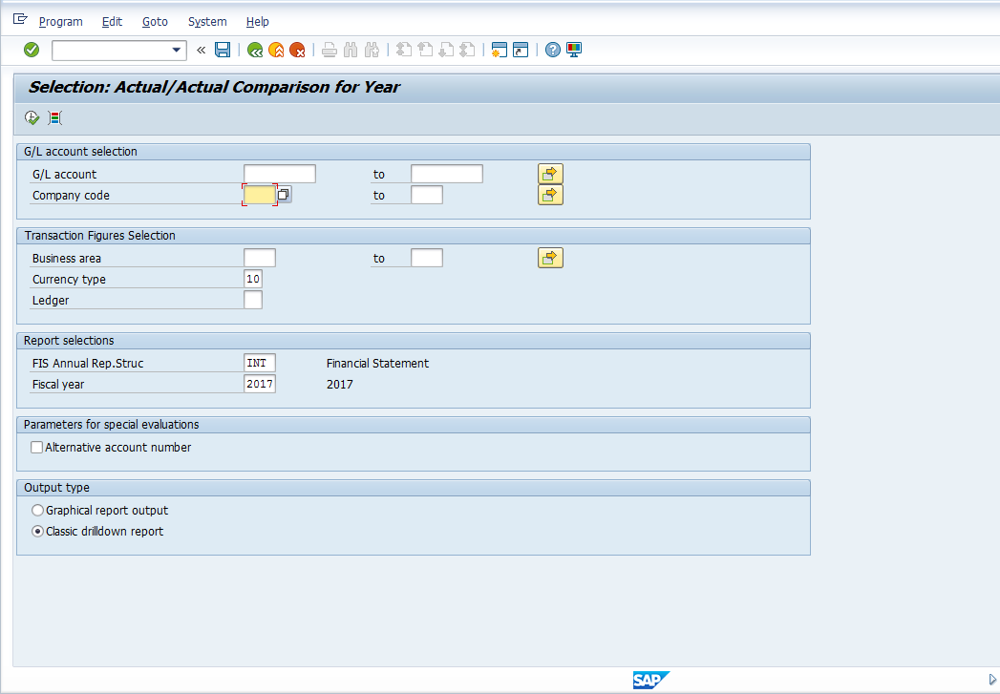 Program Edit Goto System Help
Selection: Actual/Actual Comparison for Year
G/L account selection
G/L account to
Company code to
Transaction Figures Selection
Business area to
Currency type 10
Ledger
Report selections
FIS Annual Rep.Struc INT Financial Statement
Fiscal year 2017 2017
Parameters for special evaluations
Alternative account number
Output type
Graphical report output
Classic drilldown report
SAP